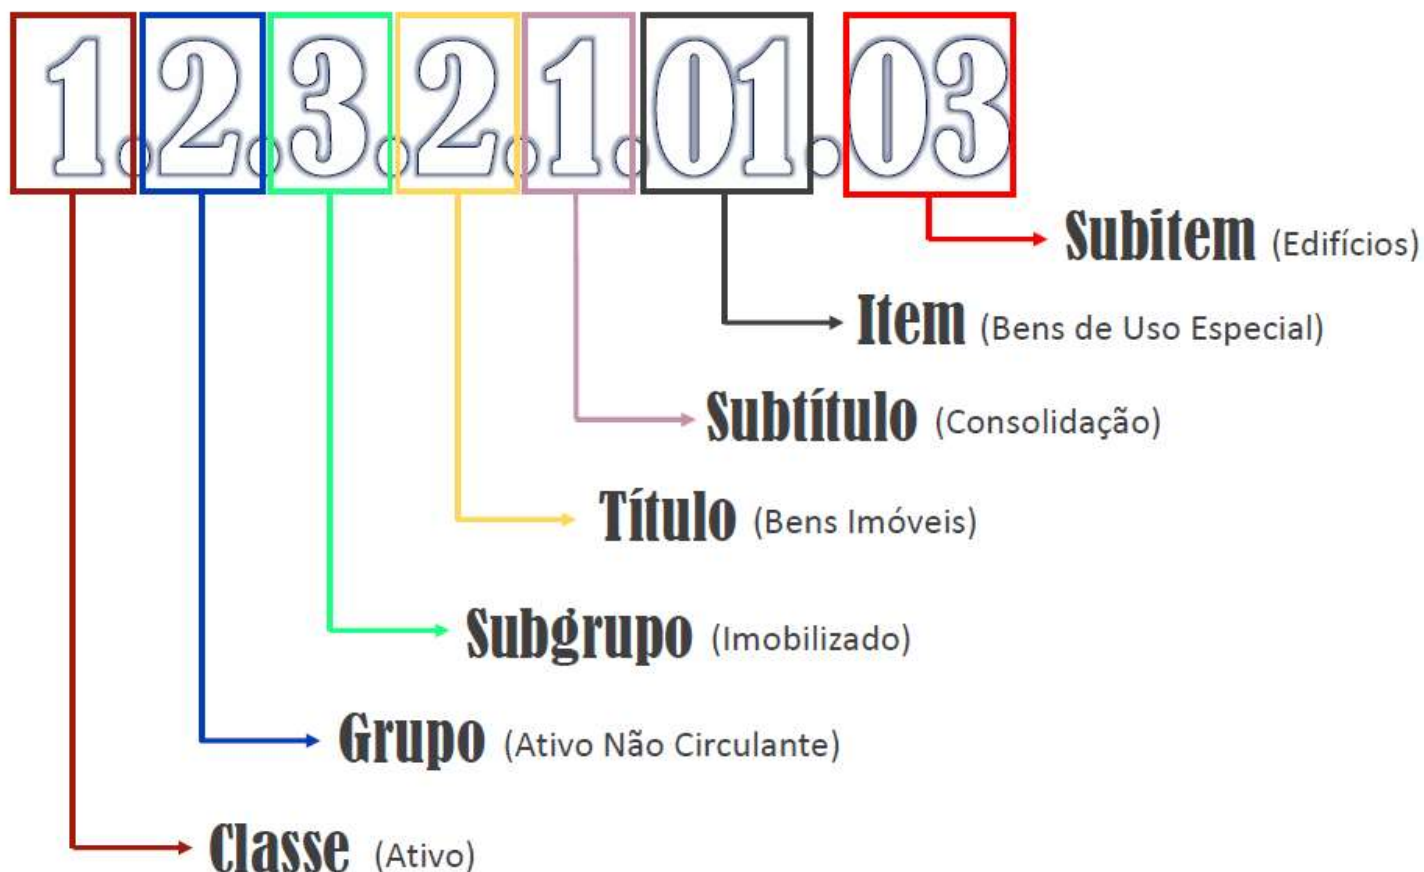 1.2.3.2.1.01.03
Subitem (Edifícios)
Item (Bens de Uso Especial)
Subtítulo (Consolidação)
Título (Bens Imóveis)
Subgrupo (Imobilizado)
Grupo (Ativo Não Circulante)
Classe (Ativo)